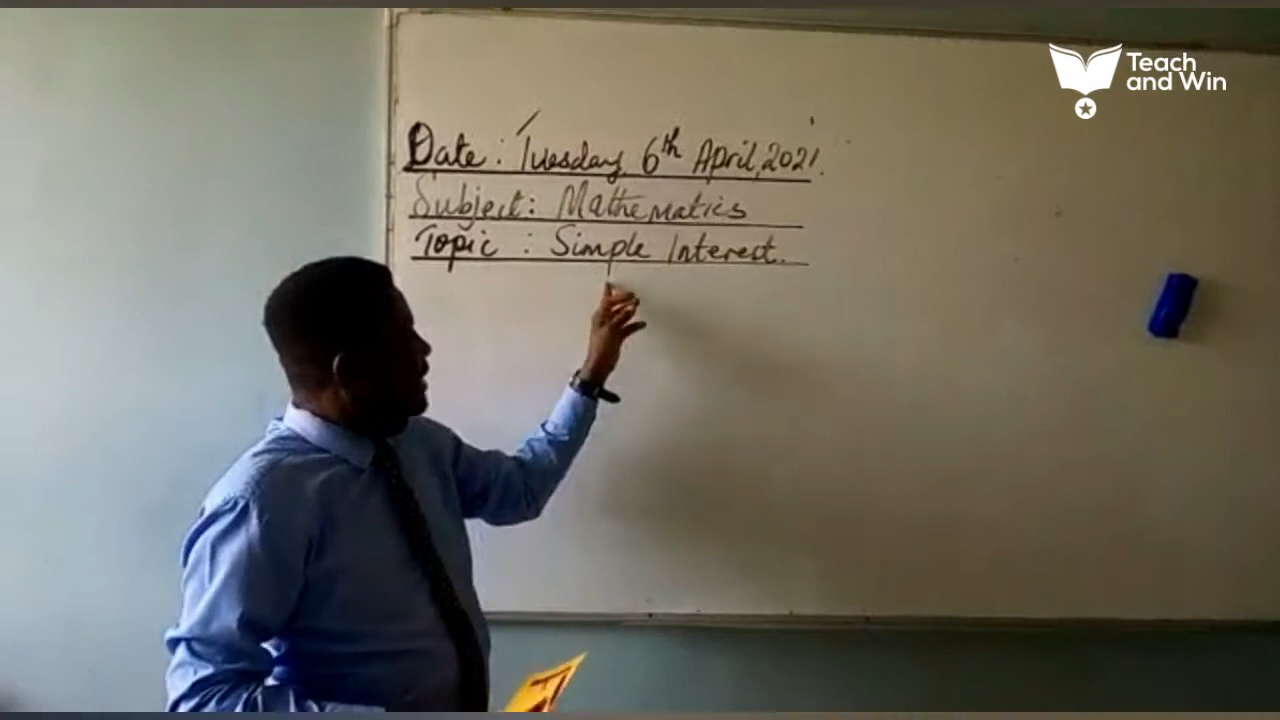 Teach
and Win
Date: Tuesday, 6th April, 2021.
Subject: Mathematics
Topic : Simple Interest.